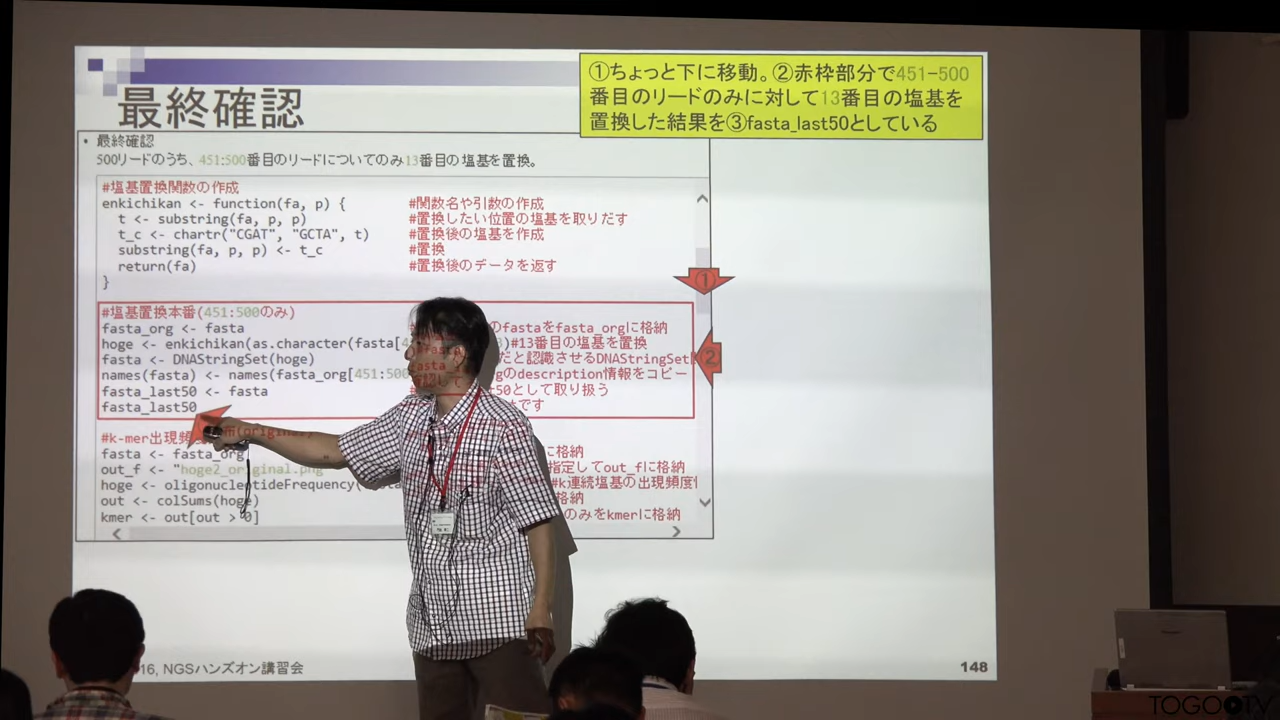 最終確認
①ちょっと下に移動。②赤枠部分で451-500
番目のリードのみに対して13番目の塩基を
置換した結果を③fasta_last50としている
・最終確認
500リードのうち、451:500番目のリードについてのみ13番目の塩基を置換。
#塩基置換関数の作成
enkichikan <- function(fa, p) { #関数名や引数の作成
t <- substring(fa, p, p) #置換したい位置の塩基を取りだす
t_c <- chartr("CGAT", "GCTA", t) #置換後の塩基を作成
substring(fa, p, p) <- t_c #置換
return(fa) #置換後のデータを返す
}
①
#塩基置換本番(451:500のみ)
fasta_org <- fasta のfastaをfasta_orgに格納
hoge <- enkichikan(as.character(fasta[4 3)#13番目の塩基を置換
fasta <- DNAStringSet(hoge) だと認識させるDNAStringSet
②
names(fasta) <- names(fasta_org[451:500 のdescription情報をコピー
fasta_last50 <- fasta 50として取り扱う
fasta_last50 です
#k-mer出現頻 (original)
fasta <- fasta_org に格納
out_f <- "hoge2_original.png 指定してout_fに格納
hoge <- oligonucleotideFrequency( #k連続塩基の出現頻度
out <- colSums(hoge) 格納
kmer <- out[out > 0] のみをkmerに格納
16, NGSハンズオン講習会
148
TOGOTV